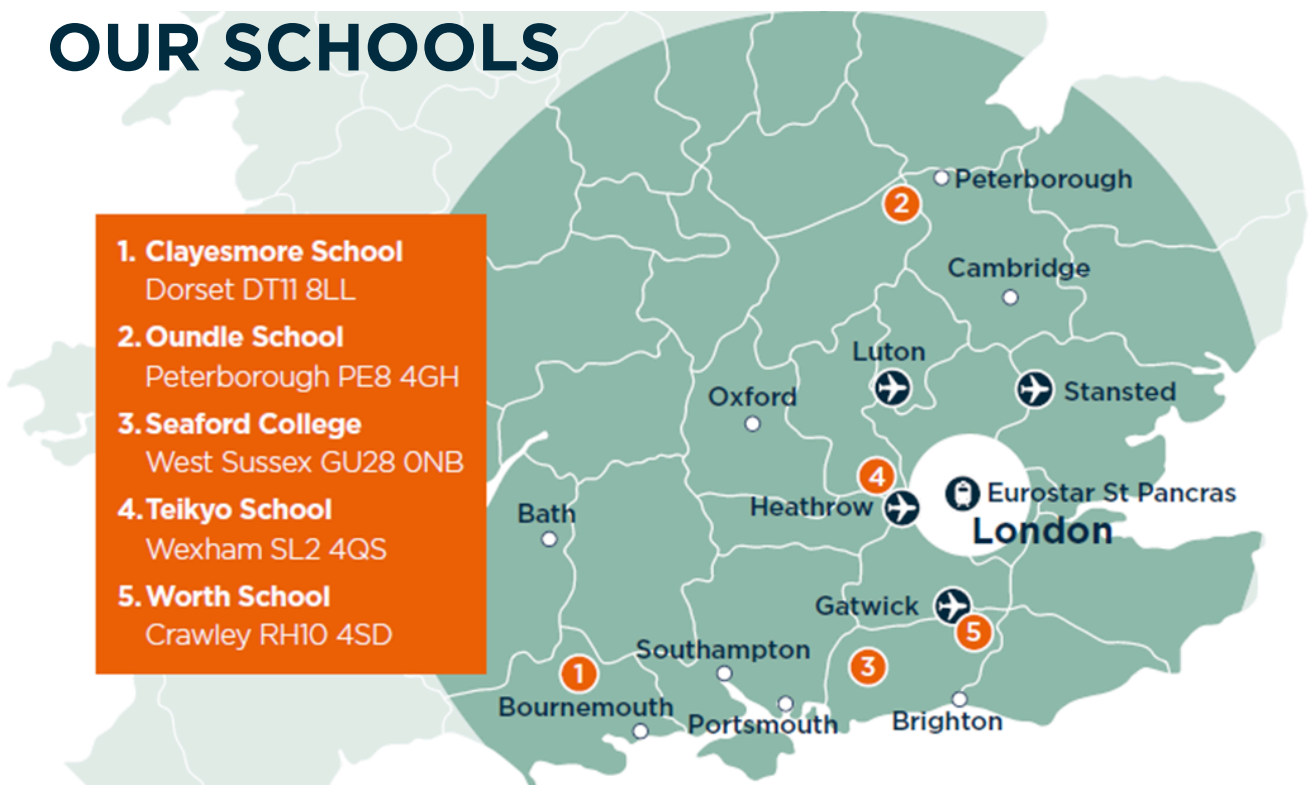 OUR SCHOOLS
1. Clayesmore School
Dorset DT11 8LL
2. Oundle School
Peterborough PE8 4GH
3. Seaford College
West Sussex GU28 0NB
4. Teikyo School
Wexham SL2 4QS
5. Worth School
Crawley RH10 4SD
2
Peterborough
Cambridge
Luton
Oxford
Stansted
4
Eurostar St Pancras
Heathrow
Bath
London
Gatwick
5
Southampton
3
1
Bournemouth
Portsmouth
Brighton